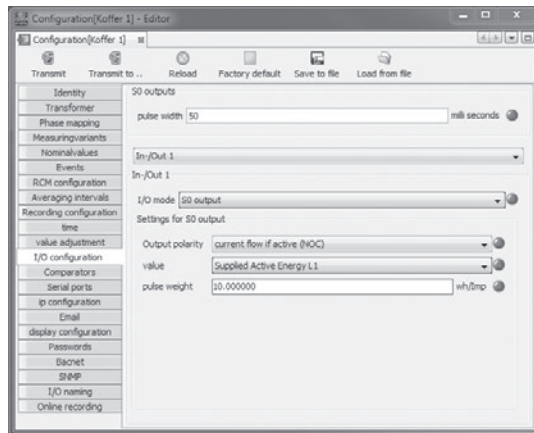 Configuration[Koffer 1] - Editor
Configuration[Koffer 1]
Transmit
Transmit to ..
Reload
Factory default
Save to file
Load from file
Identity
Transformer
Phase mapping
Measuringvariants
Nominalvalues
Events
RCM configuration
Averaging intervals
Recording configuration
time
value adjustment
I/O configuration
Comparators
Serial ports
ip configuration
Email
display configuration
Passwords
Bacnet
SNMP
I/O naming
Online recording
S0 outputs
pulse width 50 milli seconds
In-/Out 1
In-/Out 1
I/O mode S0 output
Settings for S0 output
Output polarity current flow if active (NOC)
value Supplied Active Energy L1
pulse weight 10.000000 wh/Imp